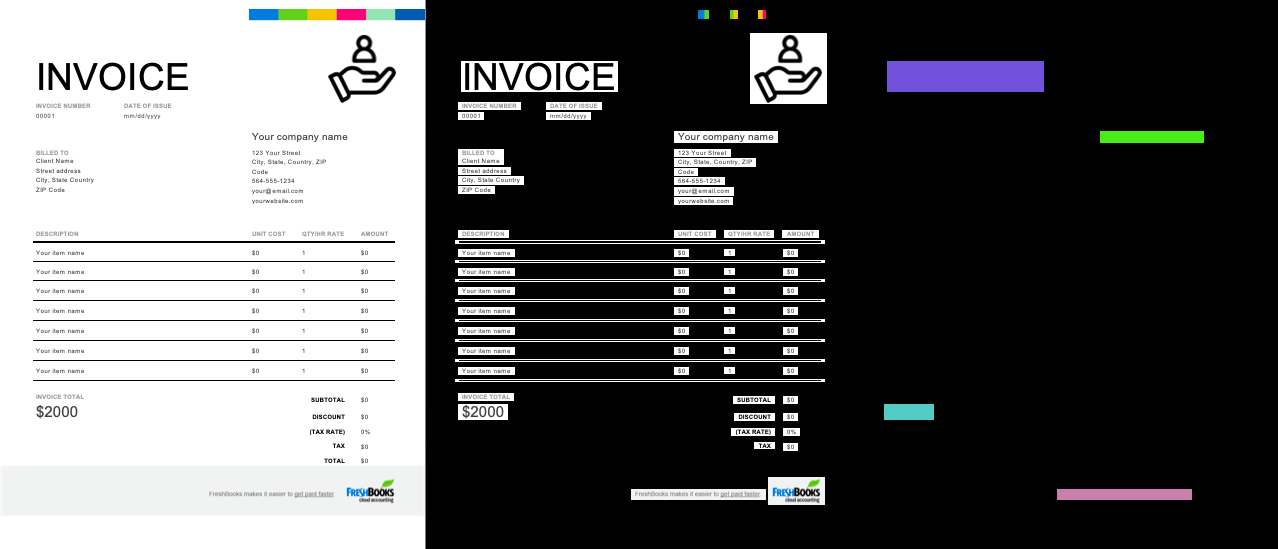 INVOICE
INVOICE NUMBER DATE OF ISSUE
00001 mm/dd/yyyy
Your company name
BILLED TO 123 Your Street
Client Name City, State, Country, ZIP
Street address Code
City, State Country 564-555-1234
ZIP Code your@email.com
yourwebsite.com
DESCRIPTION UNIT COST QTY/HR RATE AMOUNT
Your item name $0 1 $0
Your item name $0 1 $0
Your item name $0 1 $0
Your item name $0 1 $0
Your item name $0 1 $0
Your item name $0 1 $0
Your item name $0 1 $0
INVOICE TOTAL SUBTOTAL $0
$2000 DISCOUNT $0
(TAX RATE) 0%
TAX $0
TOTAL $0
FreshBooks makes it easier to get paid faster. FRESHBOOKS
cloud accounting
INVOICE
INVOICE NUMBER DATE OF ISSUE
00001 mm/dd/yyyy
Your company name
BILLED TO 123 Your Street
Client Name City, State, Country, ZIP
Street address Code
City, State Country 564-555-1234
ZIP Code your@email.com
yourwebsite.com
DESCRIPTION UNIT COST QTY/HR RATE AMOUNT
Your item name $0 1 $0
Your item name $0 1 $0
Your item name $0 1 $0
Your item name $0 1 $0
Your item name $0 1 $0
Your item name $0 1 $0
Your item name $0 1 $0
INVOICE TOTAL SUBTOTAL $0
$2000 DISCOUNT $0
(TAX RATE) 0%
TAX $0
FreshBooks makes it easier to get paid faster. FRESHBOOKS
cloud accounting